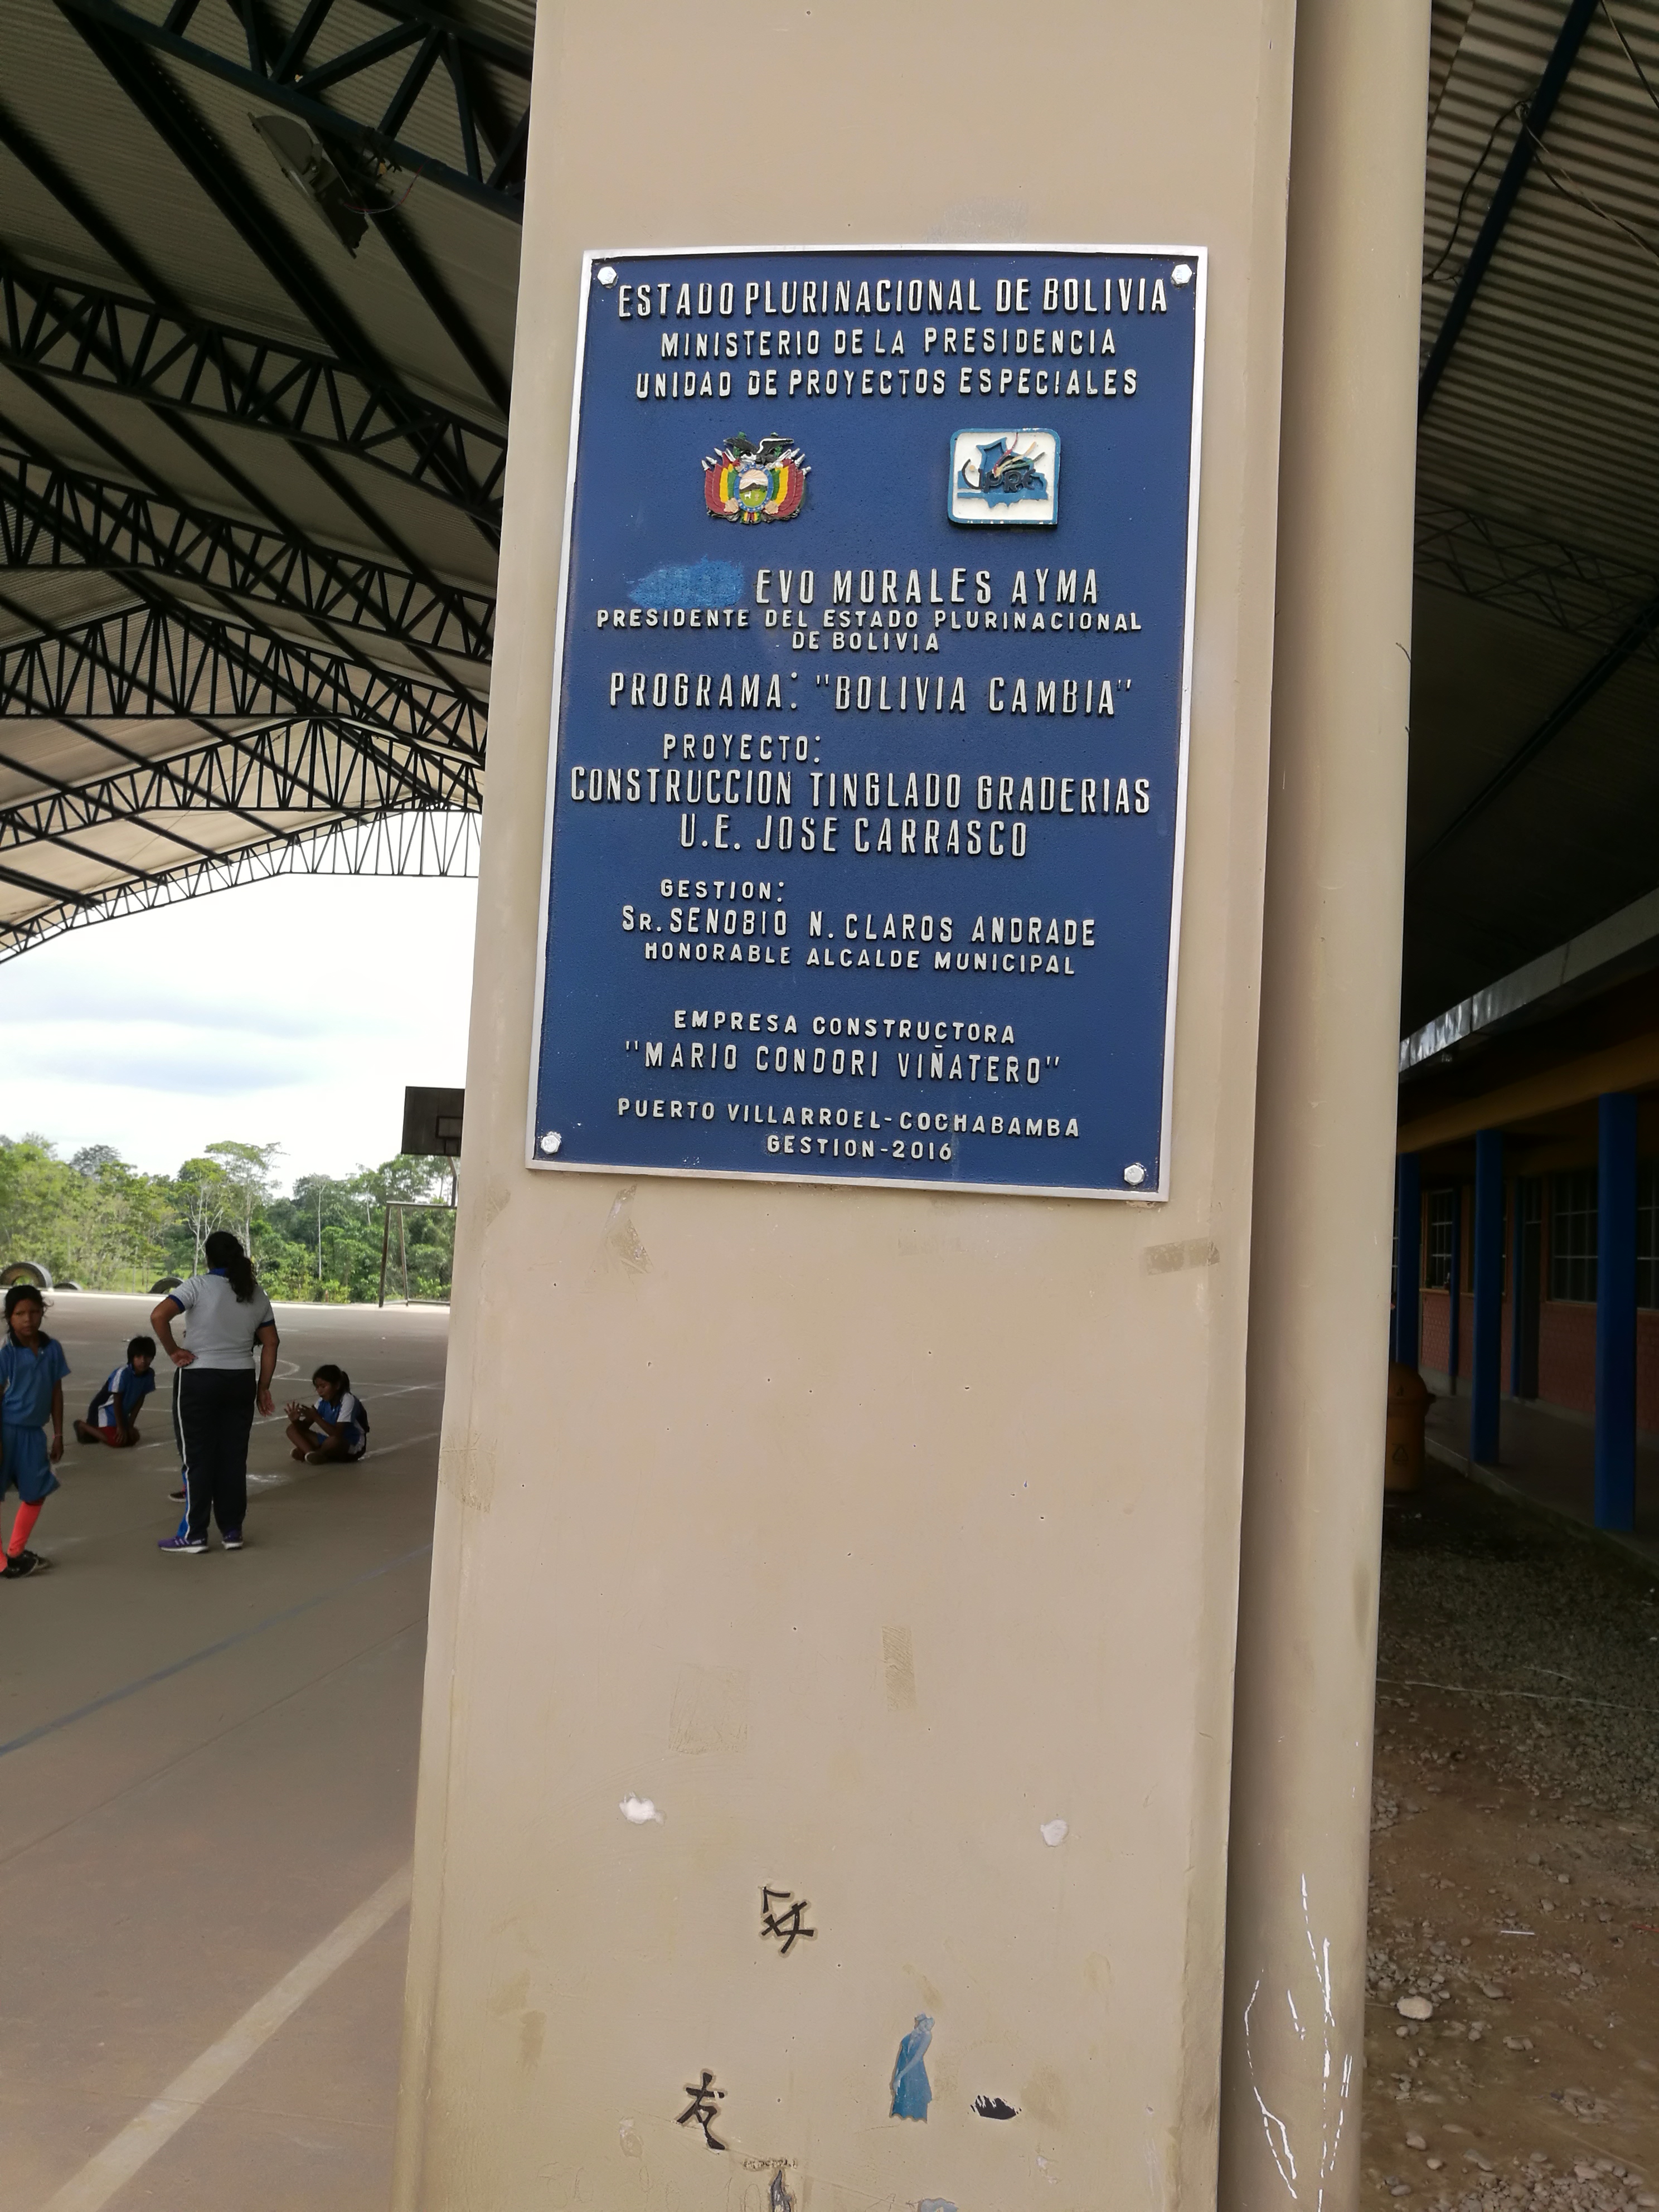 ESTADO PLURINACIONAL DE BOLIVIA
MINISTERIO DE LA PRESIDENCIA
UNIDAD DE PROYECTOS ESPECIALES
EVO MORALES AYMA
PRESIDENTE DEL ESTADO PLURINACIONAL
DE BOLIVIA
PROGRAMA: "BOLIVIA CAMBIA"
PROYECTO:
CONSTRUCCION TINGLADO GRADERIAS
U.E. JOSE CARRASCO
GESTION:
Sr. SENOBIO N. CLAROS ANDRADE
HONORABLE ALCALDE MUNICIPAL
EMPRESA CONSTRUCTORA
"MARIO CONDORI VIÑATERO"
PUERTO VILLARROEL-COCHABAMBA
GESTION-2016
友